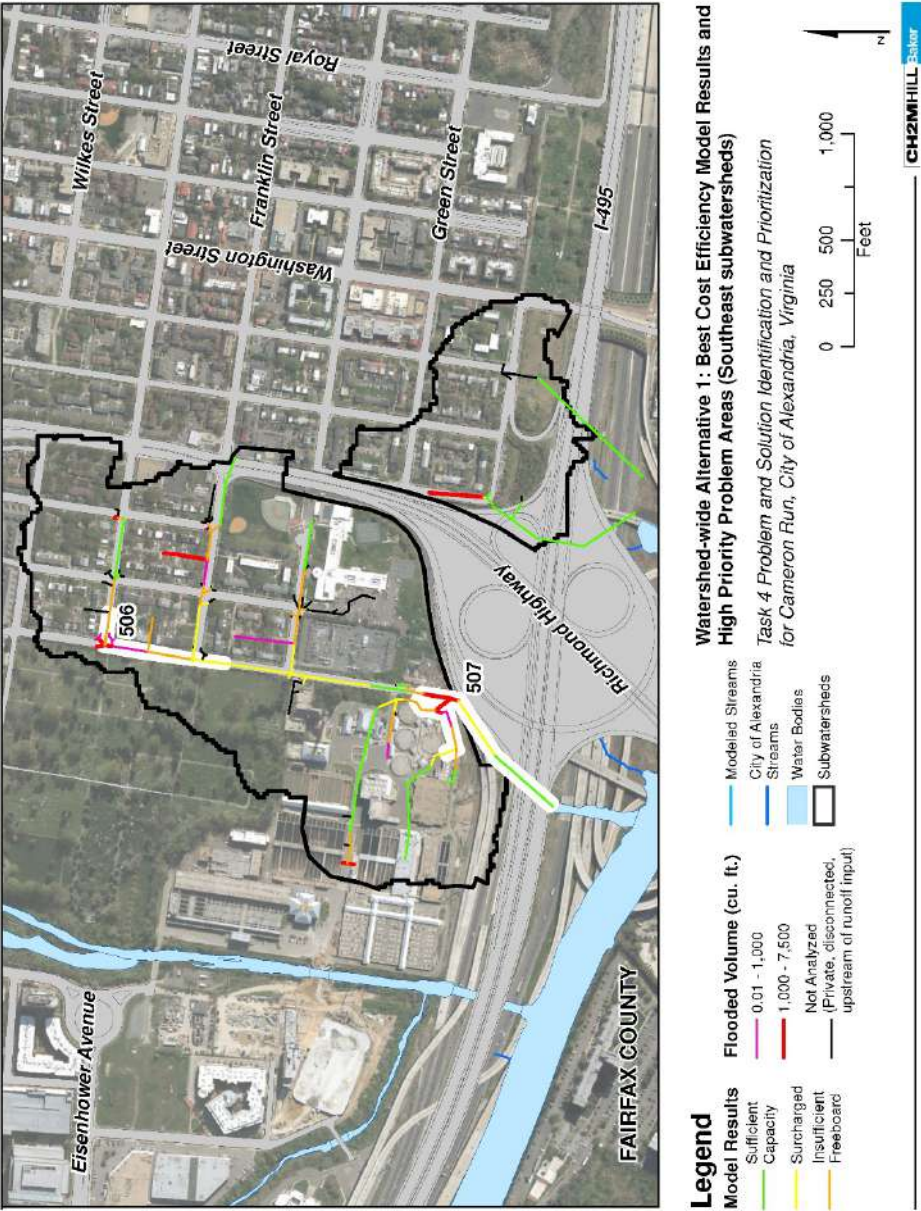 Eisenhower Avenue
Wilkes Street
Royal Street
Franklin Street
Washington Street
Green Street
I-495
Richmond Highway
506
507
FAIRFAX COUNTY
Legend
Model Results
Sufficient
Capacity
Surcharged
Insufficient
Freeboard
Flooded Volume (cu. ft.)
0.01 - 1,000
1,000 - 7,500
Not Analyzed
(Private, disconnected,
upstream of runoff input)
Modeled Streams
City of Alexandria
Streams
Water Bodies
Subwatersheds
Watershed-wide Alternative 1: Best Cost Efficiency Model Results and
High Priority Problem Areas (Southeast subwatersheds)
Task 4 Problem and Solution Identification and Prioritization
for Cameron Run, City of Alexandria, Virginia
0 250 500 1,000
Feet
N
CH2MHILL Baker